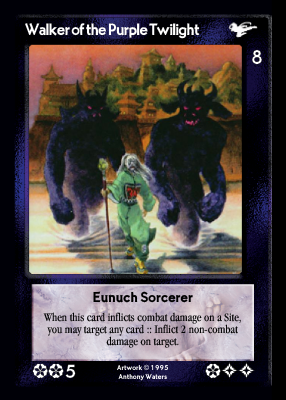 Walker of the Purple Twilight
8
Eunuch Sorcerer
When this card inflicts combat damage on a Site,
you may target any card :: Inflict 2 non-combat
damage on target.
5
Artwork © 1995
Anthony Waters